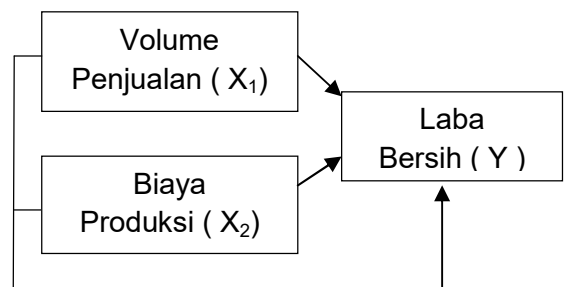 Volume
Penjualan ( X₁)
Laba
Bersih ( Y )
Biaya
Produksi ( X₂)